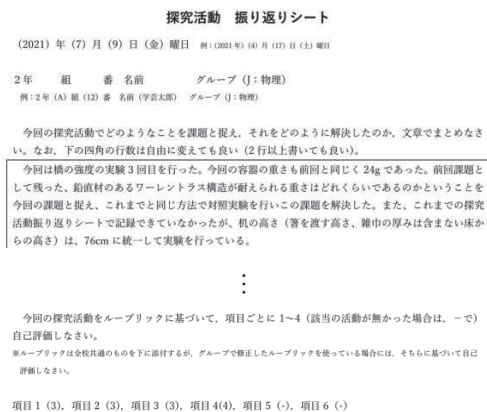 探究活動 振り返りシート
(2021) 年 (7) 月 (9) 日 (金) 曜日 例:(2021 年) (4) 月 (17) 日 (土) 曜日
2 年 組 番 名前 グループ (J:物理)
例:2 年 (A) 組 (12) 番 名前 (学芸太郎) グループ (J:物理)
今回の探究活動でどのようなことを課題と捉え,それをどのように解決したのか,文章でまとめなさ
い。なお,下の四角の行数は自由に変えても良い (2 行以上書いても良い)。
今回は橋の強度の実験 3 回目を行った。今回の容器の重さも前回と同じく 24g であった。前回課題と
して残った、鉛直材のあるワーレントラス構造が耐えられる重さはどれくらいであるのかということを
今回の課題と捉え、これまでと同じ方法で対照実験を行いこの課題を解決した。また、これまでの探究
活動振り返りシートで記録できていなかったが、机の高さ (箸を渡す高さ、雑巾の厚みは含まない床か
らの高さ) は、76cm に統一して実験を行っている。
今回の探究活動をルーブリックに基づいて,項目ごとに 1~4 (該当の活動が無かった場合は,-で)
自己評価しなさい。
※ルーブリックは全校共通のものを下に添付するが,グループで修正したルーブリックを使っている場合には,そちらに基づいて自己
評価しなさい。
項目 1 (3), 項目 2 (3), 項目 3 (3), 項目 4(4), 項目 5 (-), 項目 6 (-)